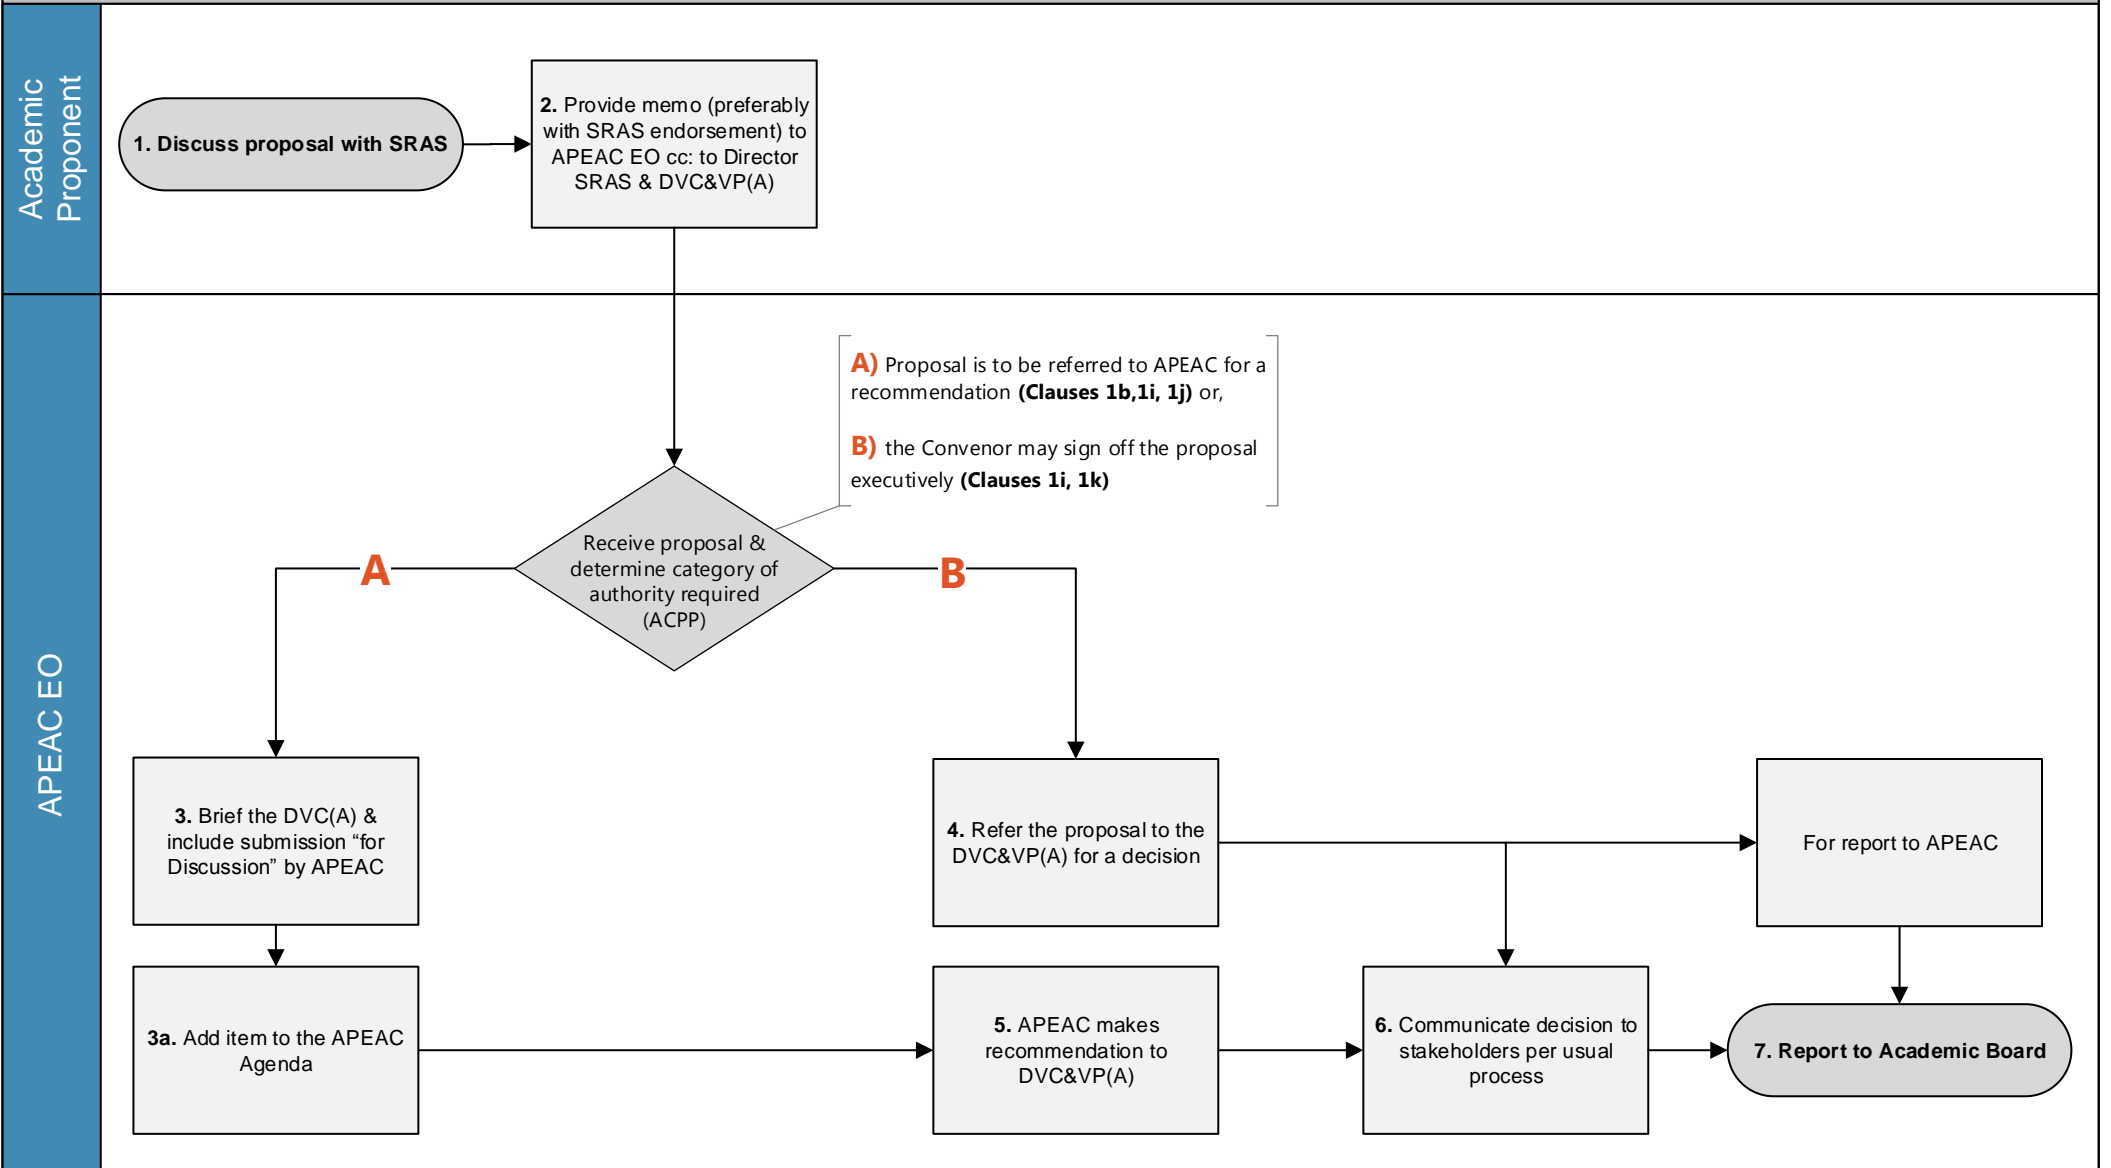 Academic
Proponent
1. Discuss proposal with SRAS
2. Provide memo (preferably
with SRAS endorsement) to
APEAC EO cc: to Director
SRAS & DVC&VP(A)
APEAC EO
A) Proposal is to be referred to APEAC for a
recommendation (Clauses 1b,1i, 1j) or,
B) the Convenor may sign off the proposal
executively (Clauses 1i, 1k)
Receive proposal &
determine category of
authority required
(ACPP)
A
B
3. Brief the DVC(A) &
include submission “for
Discussion” by APEAC
4. Refer the proposal to the
DVC&VP(A) for a decision
For report to APEAC
3a. Add item to the APEAC
Agenda
5. APEAC makes
recommendation to
DVC&VP(A)
6. Communicate decision to
stakeholders per usual
process
7. Report to Academic Board